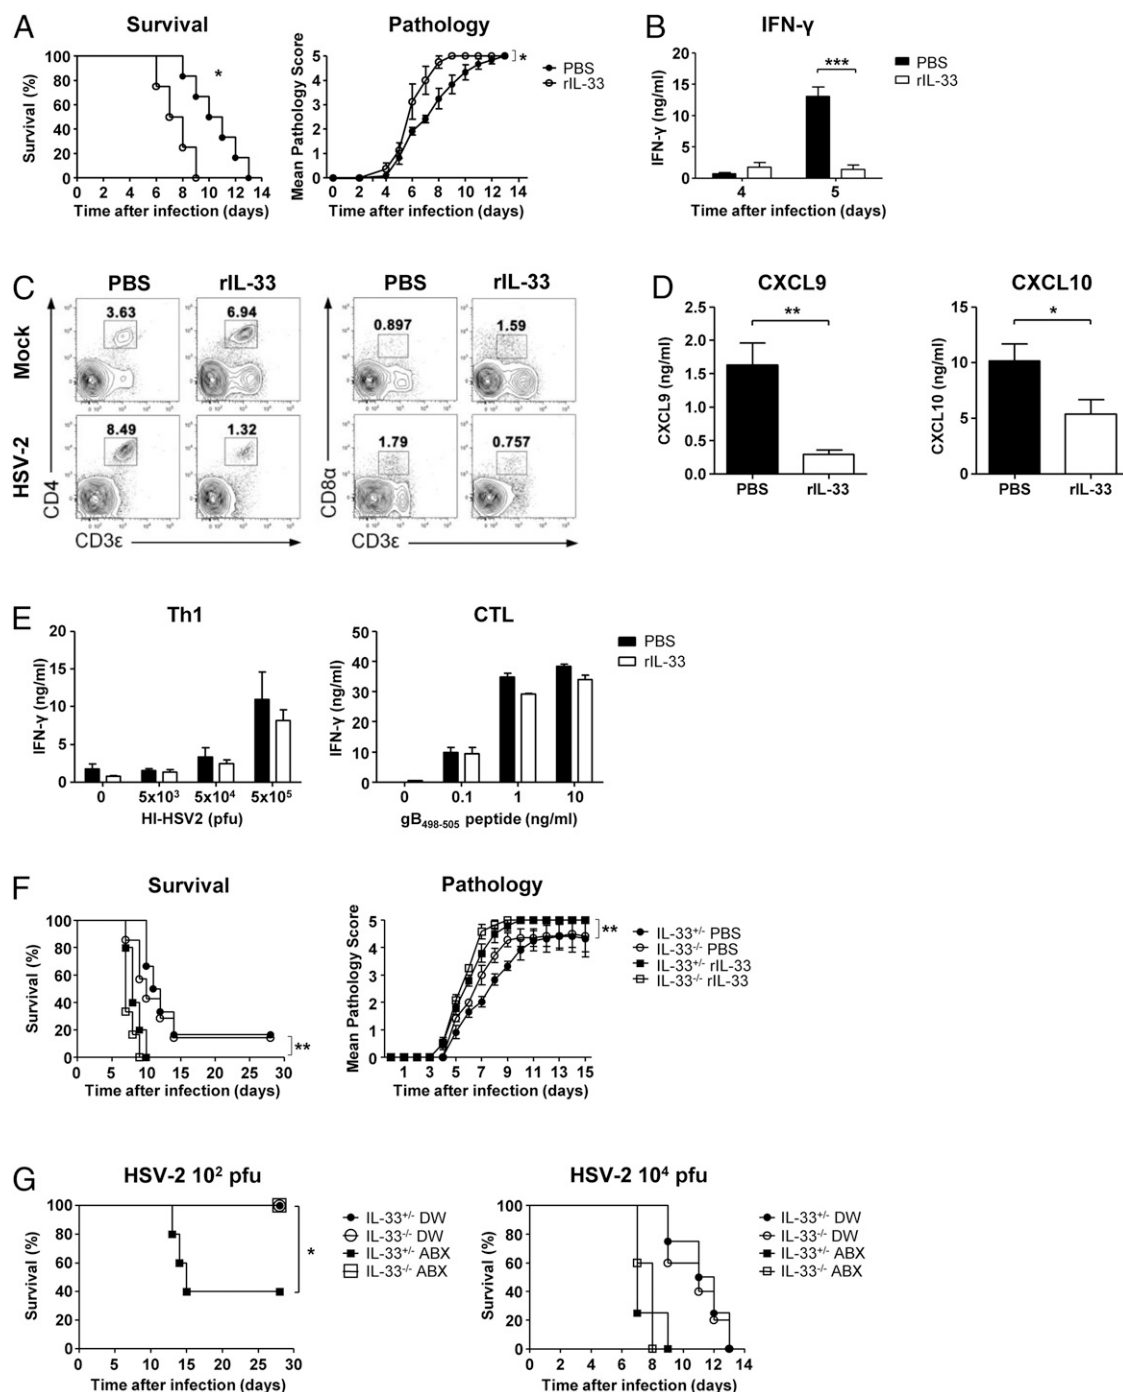 A
Survival
Survival (%)
100
80
60
40
20
0
*
0 2 4 6 8 10 12 14
Time after infection (days)
Pathology
Mean Pathology Score
5
4
3
2
1
0
*
0 2 4 6 8 10 12 14
Time after infection (days)
PBS
rIL-33
B
IFN-γ
IFN-γ (ng/ml)
20
15
10
5
0
***
4 5
Time after infection (days)
PBS
rIL-33
C
PBS rIL-33 PBS rIL-33
Mock
3.63 6.94 0.897 1.59
HSV-2
8.49 1.32 1.79 0.757
CD4
CD8α
CD3ε CD3ε
D
CXCL9
CXCL9 (ng/ml)
2.5
2.0
1.5
1.0
0.5
0.0
**
PBS rIL-33
CXCL10
CXCL10 (ng/ml)
15
10
5
0
*
PBS rIL-33
E
Th1
IFN-γ (ng/ml)
20
15
10
5
0
0 5x10³ 5x10⁴ 5x10⁵
HI-HSV2 (pfu)
CTL
IFN-γ (ng/ml)
50
40
30
20
10
0
0 0.1 1 10
gB₄₉₈₋₅₀₅ peptide (ng/ml)
PBS
rIL-33
F
Survival
Survival (%)
100
80
60
40
20
0
**
0 5 10 15 20 25 30
Time after infection (days)
Pathology
Mean Pathology Score
5
4
3
2
1
0
**
1 3 5 7 9 11 13 15
Time after infection (days)
IL-33⁺/⁻ PBS
IL-33⁻/⁻ PBS
IL-33⁺/⁻ rIL-33
IL-33⁻/⁻ rIL-33
G
HSV-2 10² pfu
Survival (%)
100
80
60
40
20
0
*
0 5 10 15 20 25 30
Time after infection (days)
IL-33⁺/⁻ DW
IL-33⁻/⁻ DW
IL-33⁺/⁻ ABX
IL-33⁻/⁻ ABX
HSV-2 10⁴ pfu
Survival (%)
100
80
60
40
20
0
0 2 4 6 8 10 12 14
Time after infection (days)
IL-33⁺/⁻ DW
IL-33⁻/⁻ DW
IL-33⁺/⁻ ABX
IL-33⁻/⁻ ABX